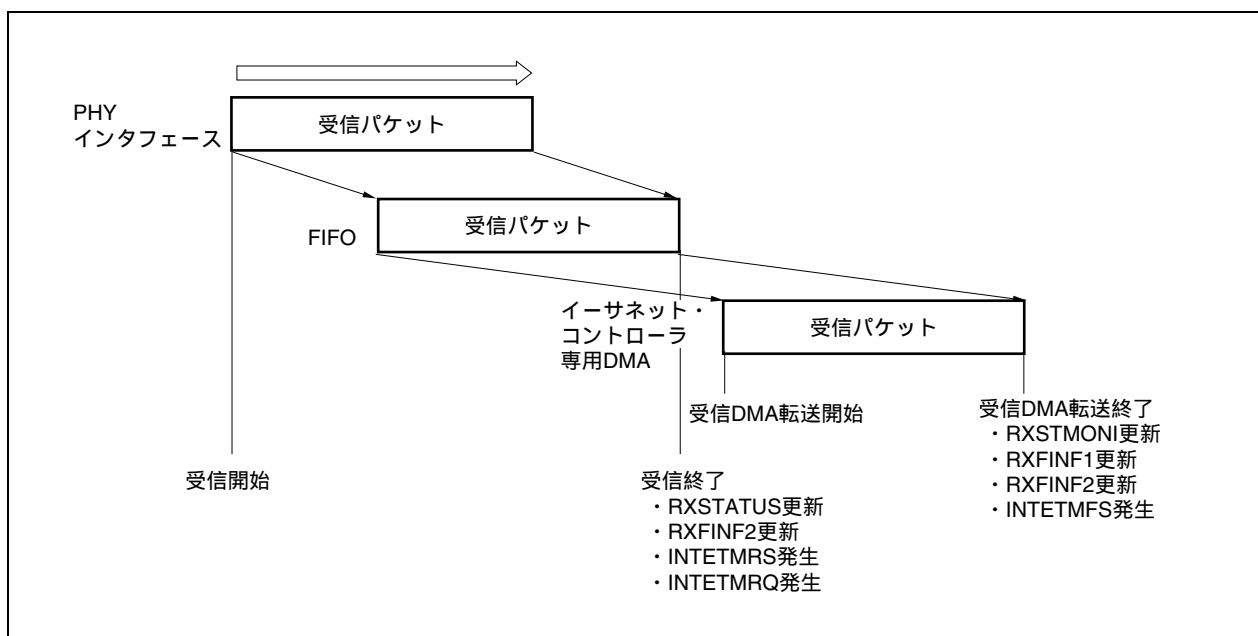 PHY
インタフェース
受信パケット
受信パケット
FIFO
イーサネット・
コントローラ
専用DMA
受信パケット
受信DMA転送開始
受信DMA転送終了
・RXSTMONI更新
・RXFINF1更新
・RXFINF2更新
・INTETMFS発生
受信開始
受信終了
・RXSTATUS更新
・RXFINF2更新
・INTETMRS発生
・INTETMRQ発生